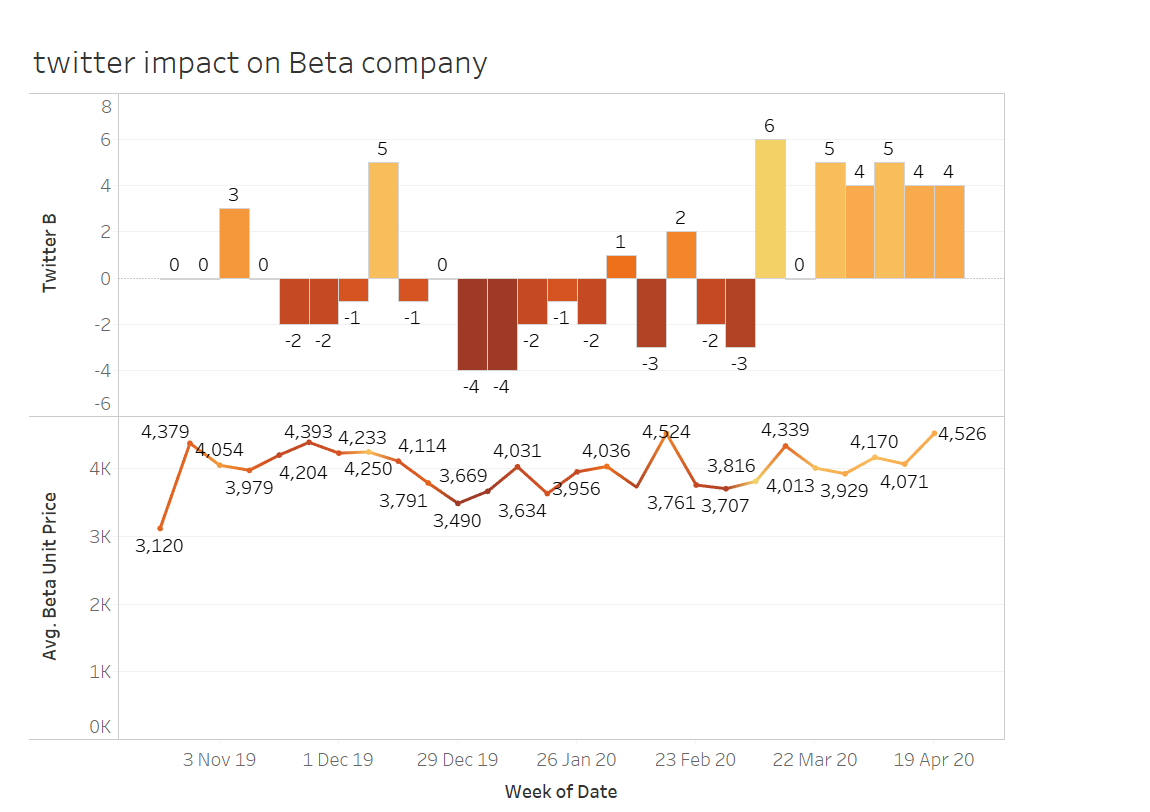 twitter impact on Beta company
8
6
4
2
0
-2
-4
-6
Twitter B
0 0 3 0 -2 -2 -1 5 -1 0 -4 -4 -2 -1 -2 1 -3 2 -2 -3 6 0 5 4 5 4 4
4K
3K
2K
1K
0K
Avg. Beta Unit Price
3,120 4,379 4,054 3,979 4,204 4,393 4,233 4,250 4,114 3,791 3,490 3,669 4,031 3,634 3,956 4,036 4,524 3,761 3,707 3,816 4,339 4,013 3,929 4,170 4,071 4,526
3 Nov 19 1 Dec 19 29 Dec 19 26 Jan 20 23 Feb 20 22 Mar 20 19 Apr 20
Week of Date